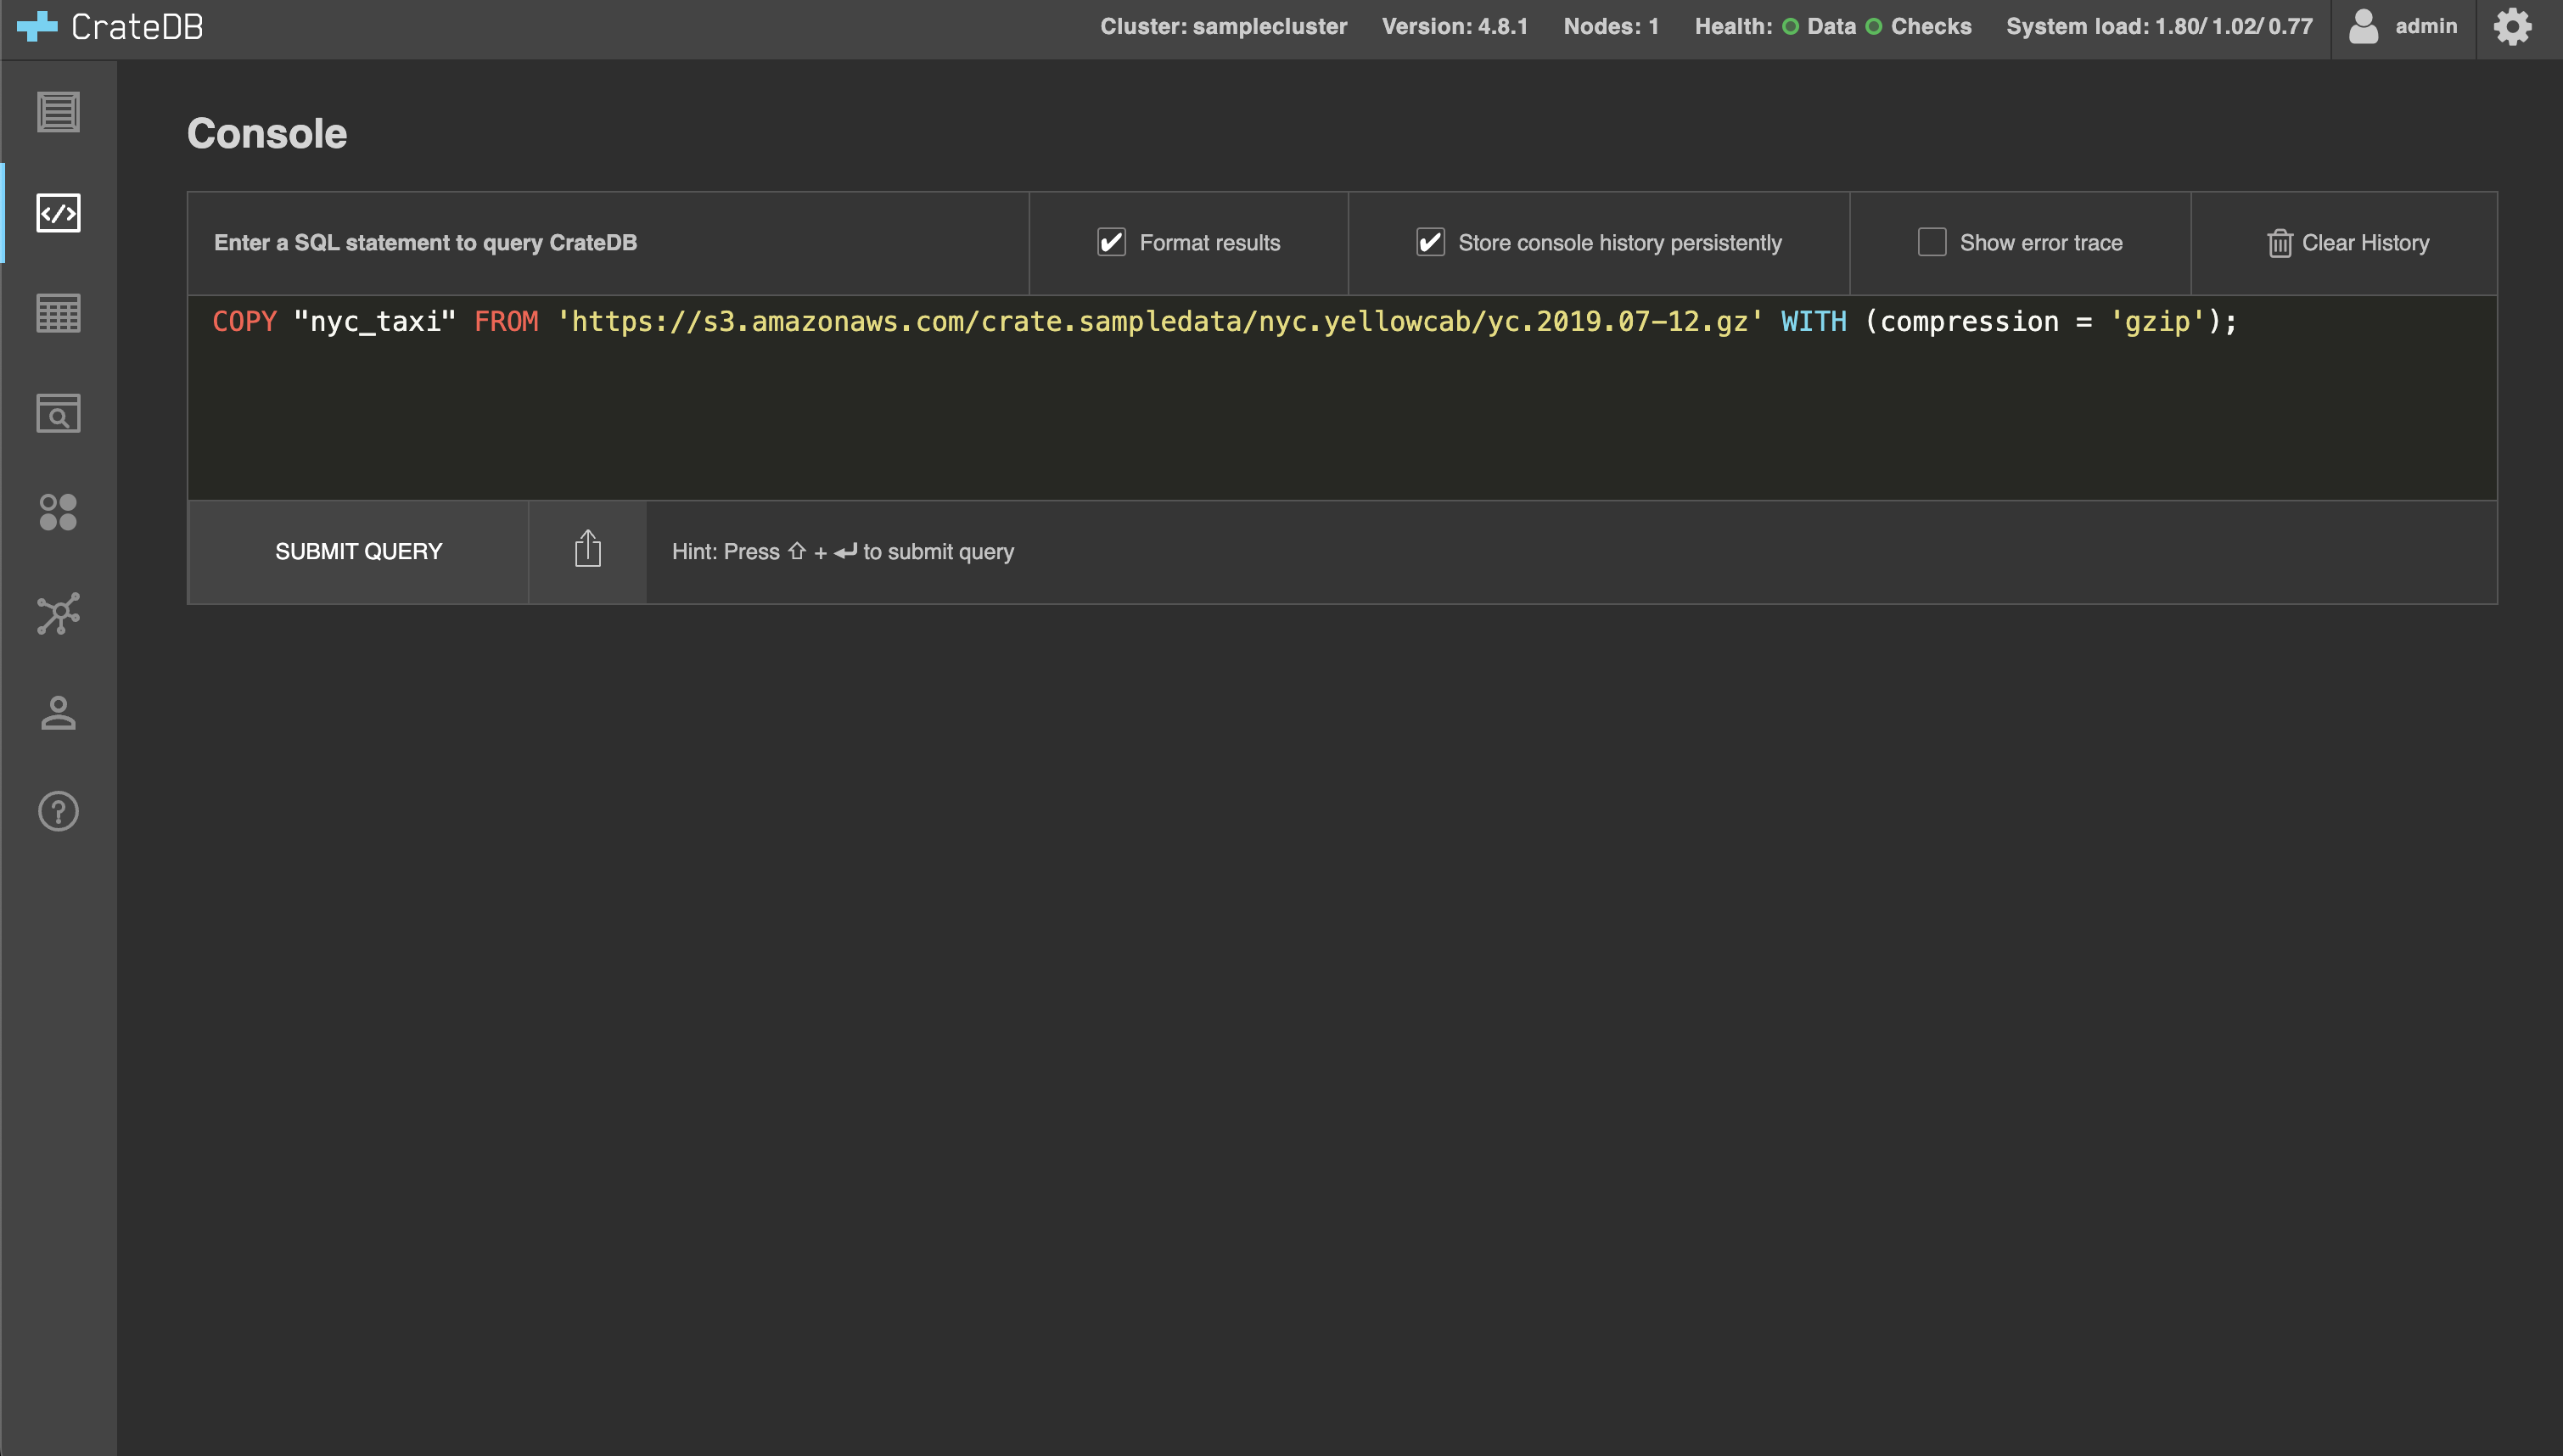 CrateDB
Cluster: samplecluster Version: 4.8.1 Nodes: 1 Health: Data Checks System load: 1.80/ 1.02/ 0.77 admin
Console
Enter a SQL statement to query CrateDB
Format results
Store console history persistently
Show error trace
Clear History
COPY "nyc_taxi" FROM 'https://s3.amazonaws.com/crate.sampledata/nyc.yellowcab/yc.2019.07-12.gz' WITH (compression = 'gzip');
SUBMIT QUERY
Hint: Press ⇧ + ↵ to submit query